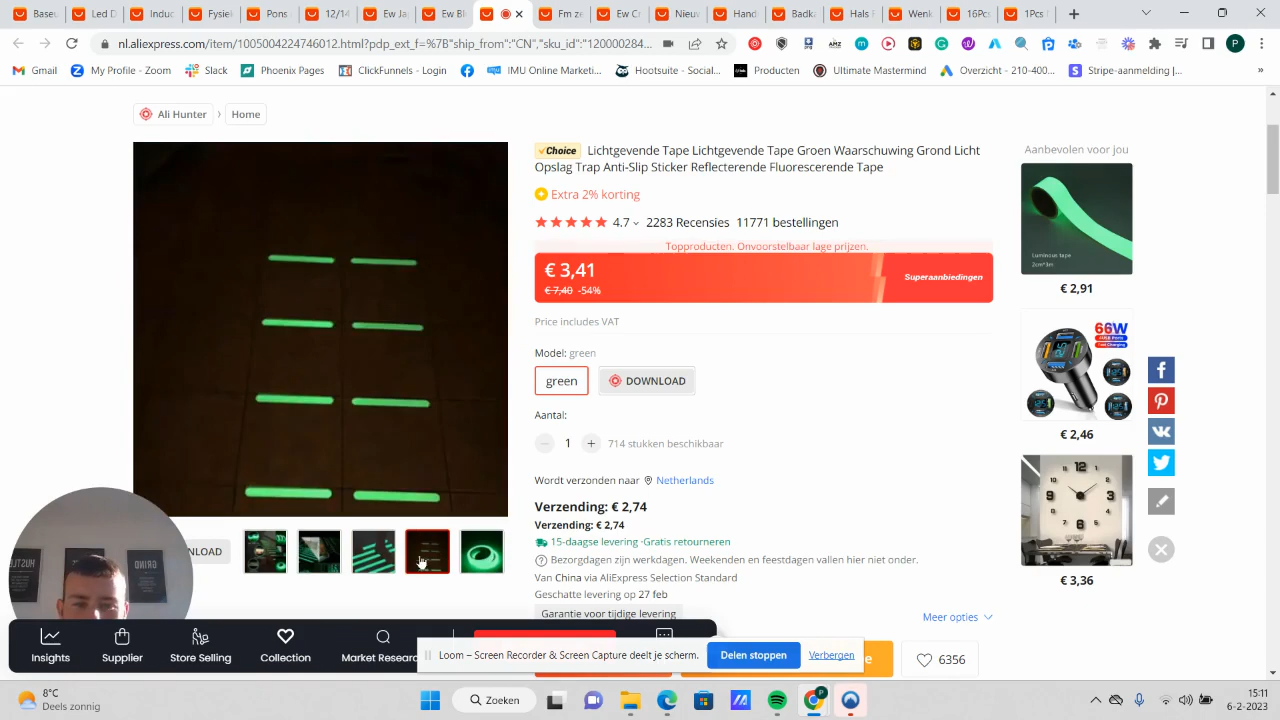 Induc
Fysie
Pons
12/14
Ew Ja
Ew Bl
Fm ze
Ew Cr
Nieuw
Hand
Badka
Hals E
Wenk
16Pcs
1Pcs
nl.aliexpress.com/item/1005004224746012.html?pdp_ext_f=%7B"ship_from":"CN","sku_id":"120000284...
Gmail
My Profile - Zoom
Slack
Phoenixpages
ClickFunnels - Login
IMU Online Marketi...
Hootsuite - Social...
Producten
Ultimate Mastermind
Overzicht - 210-400...
Stripe-aanmelding |...
»
Ali Hunter › Home
Choice Lichtgevende Tape Lichtgevende Tape Groen Waarschuwing Grond Licht
Opslag Trap Anti-Slip Sticker Reflecterende Fluorescerende Tape
Extra 2% korting
4.7 2283 Recensies 11771 bestellingen
Topproducten. Onvoorstelbaar lage prijzen.
€ 3,41
€ 7,40 -54%
Superaanbiedingen
Price includes VAT
Model: green
green
DOWNLOAD
Aantal:
1 714 stukken beschikbaar
Wordt verzonden naar Netherlands
Verzending: € 2,74
Verzending: € 2,74
15-daagse levering ·Gratis retourneren
Bezorgdagen zijn werkdagen. Weekenden en feestdagen vallen hier niet onder.
Van China via AliExpress Selection Standard
Geschatte levering op 27 feb
Garantie voor tijdige levering
Meer opties
6356
Aanbevolen voor jou
Luminous tape
€ 2,91
66W
€ 2,46
€ 3,36
Insights
Supplier
Store Selling
Collection
Market Researc
Loom – Screen Recorder & Screen Capture deelt je scherm.
Delen stoppen
Verbergen
8°C
Deels zonnig
Zoeken
15:11
6-2-2023